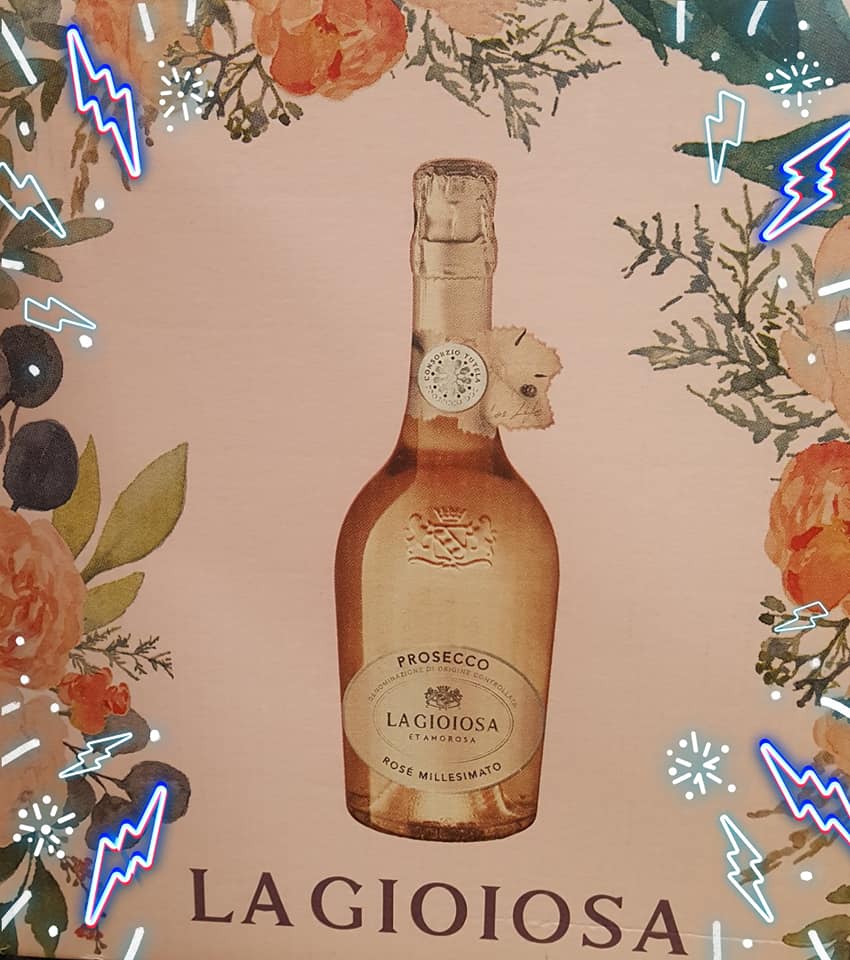 CONSORZIO TUTELA
PROSECCO
DENOMINAZIONE DI ORIGINE CONTROLLATA
LA GIOIOSA
ET AMOROSA
ROSÉ MILLESIMATO
LA GIOIOSA